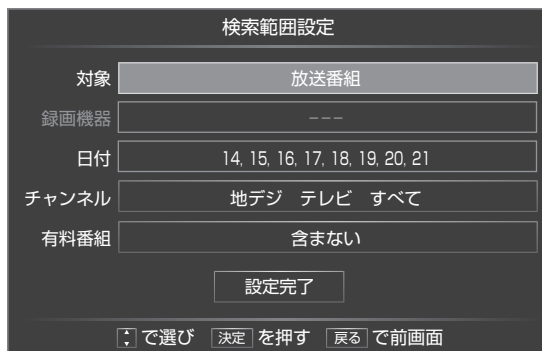 検索範囲設定
対象 放送番組
録画機器 ---
日付 14, 15, 16, 17, 18, 19, 20, 21
チャンネル 地デジ テレビ すべて
有料番組 含まない
設定完了
で選び 決定 を押す 戻る で前画面